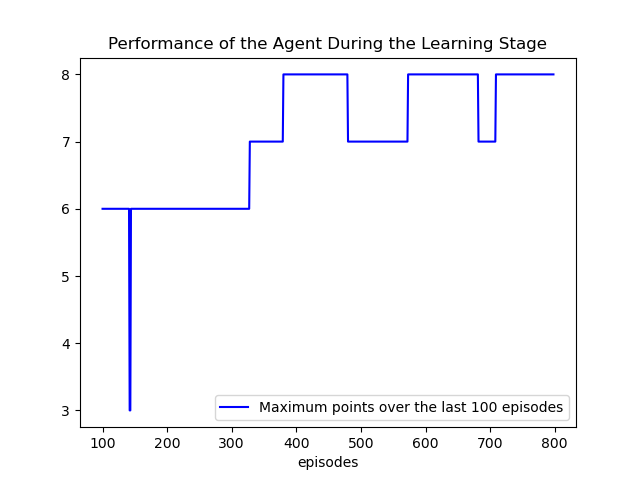 Performance of the Agent During the Learning Stage
8
7
6
5
4
3
Maximum points over the last 100 episodes
100 200 300 400 500 600 700 800
episodes